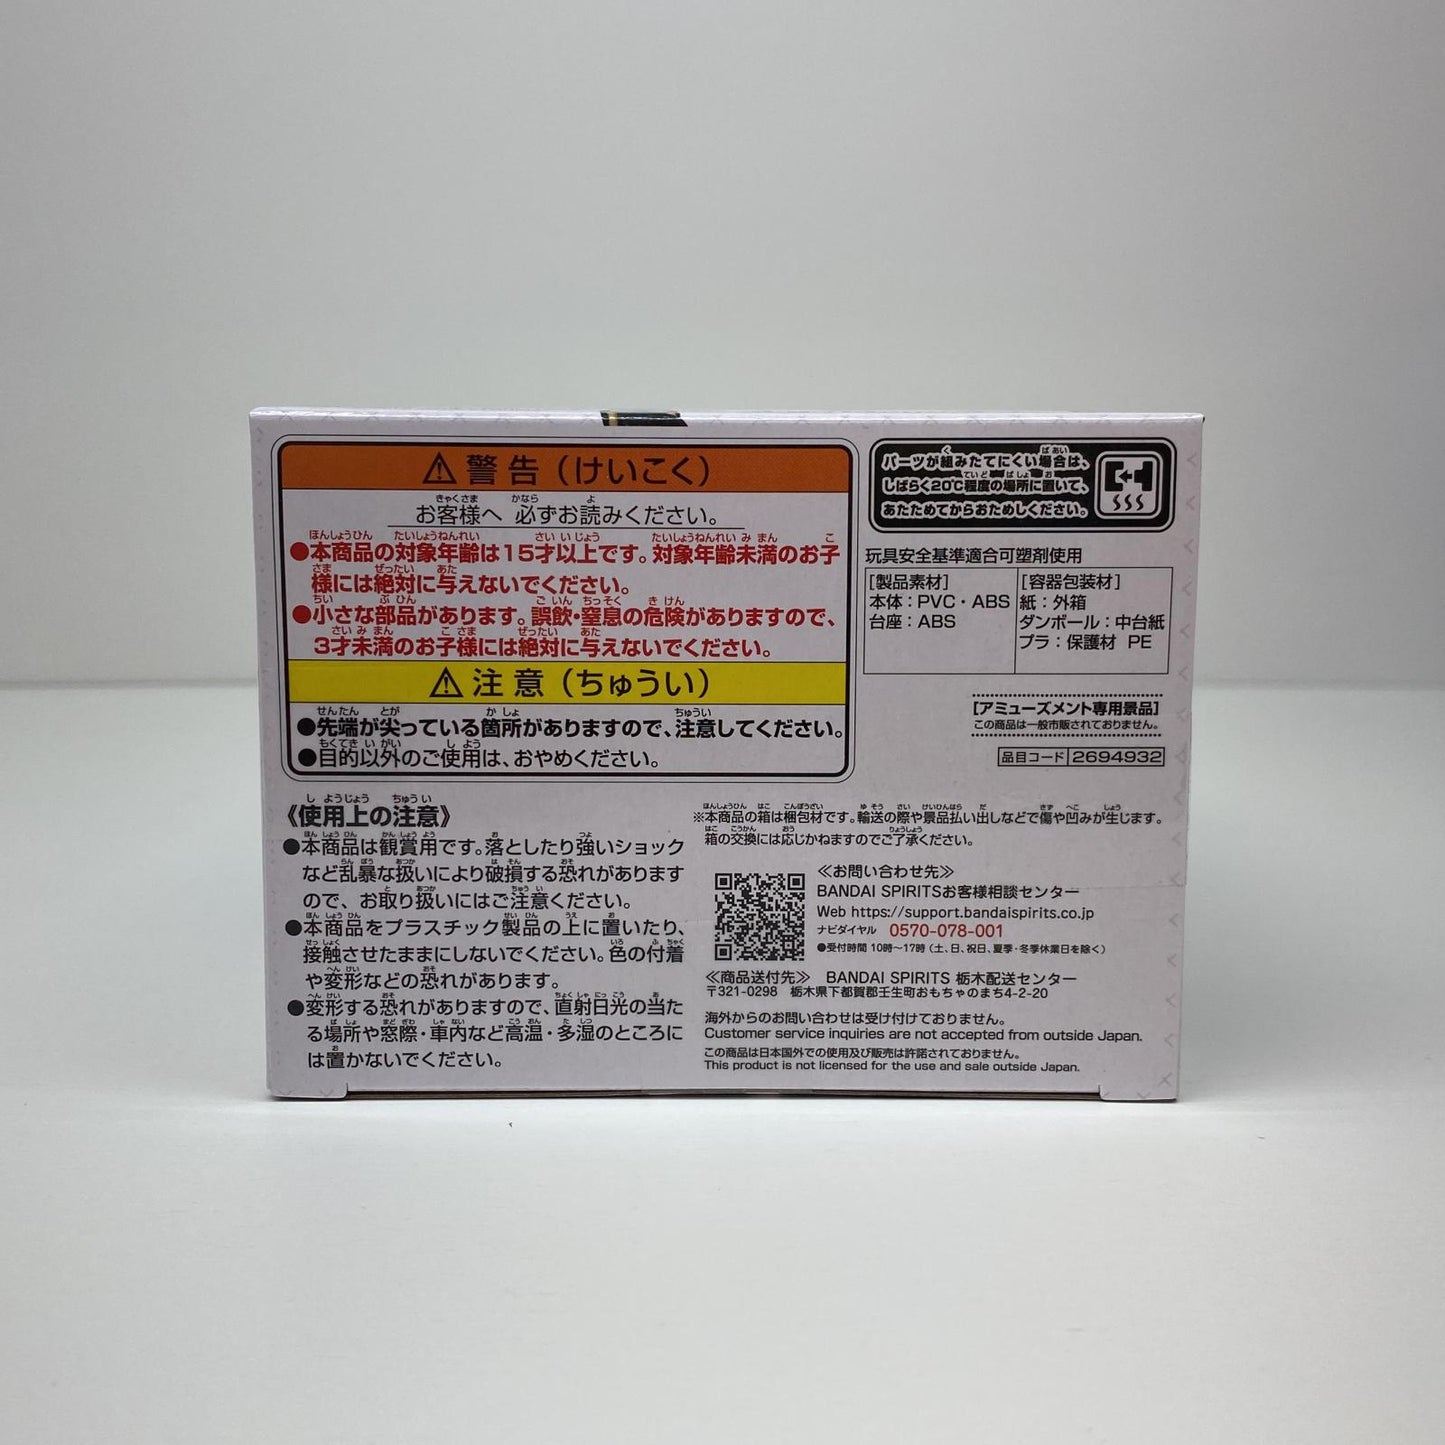 警告（けいこく）
お客様へ 必ずお読みください。
●本商品の対象年齢は15才以上です。対象年齢未満のお子
様には絶対に与えないでください。
●小さな部品があります。誤飲・窒息の危険がありますので、
3才未満のお子様には絶対に与えないでください。
注意（ちゅうい）
●先端が尖っている箇所がありますので、注意してください。
●目的以外のご使用は、おやめください。
パーツが組みたてにくい場合は、
しばらく20℃程度の場所に置いて、
あたためてからおためしください。
玩具安全基準適合可塑剤使用
[製品素材]
本体：PVC・ABS
台座：ABS
[容器包装材]
紙：外箱
ダンボール：中台紙
プラ：保護材 PE
[アミューズメント専用景品]
この商品は一般市販されておりません。
品目コード 2694932
《使用上の注意》
●本商品は観賞用です。落としたり強いショック
など乱暴な扱いにより破損する恐れがあります
ので、お取り扱いにはご注意ください。
●本商品をプラスチック製品の上に置いたり、
接触させたままにしないでください。色の付着
や変形などの恐れがあります。
●変形する恐れがありますので、直射日光の当た
る場所や窓際・車内など高温・多湿のところに
は置かないでください。
※本商品の箱は梱包材です。輸送の際や景品払い出しなどで傷や凹みが生じます。
箱の交換には応じかねますのでご了承ください。
≪お問い合わせ先≫
BANDAI SPIRITSお客様相談センター
Web https://support.bandaispirits.co.jp
ナビダイヤル 0570-078-001
●受付時間 10時～17時（土、日、祝日、夏季・冬季休業日を除く）
≪商品送付先≫ BANDAI SPIRITS 栃木配送センター
〒321-0298 栃木県下都賀郡壬生町おもちゃのまち4-2-20
海外からのお問い合わせは受け付けておりません。
Customer service inquiries are not accepted from outside Japan.
この商品は日本国外での使用及び販売は許諾されておりません。
This product is not licensed for the use and sale outside Japan.